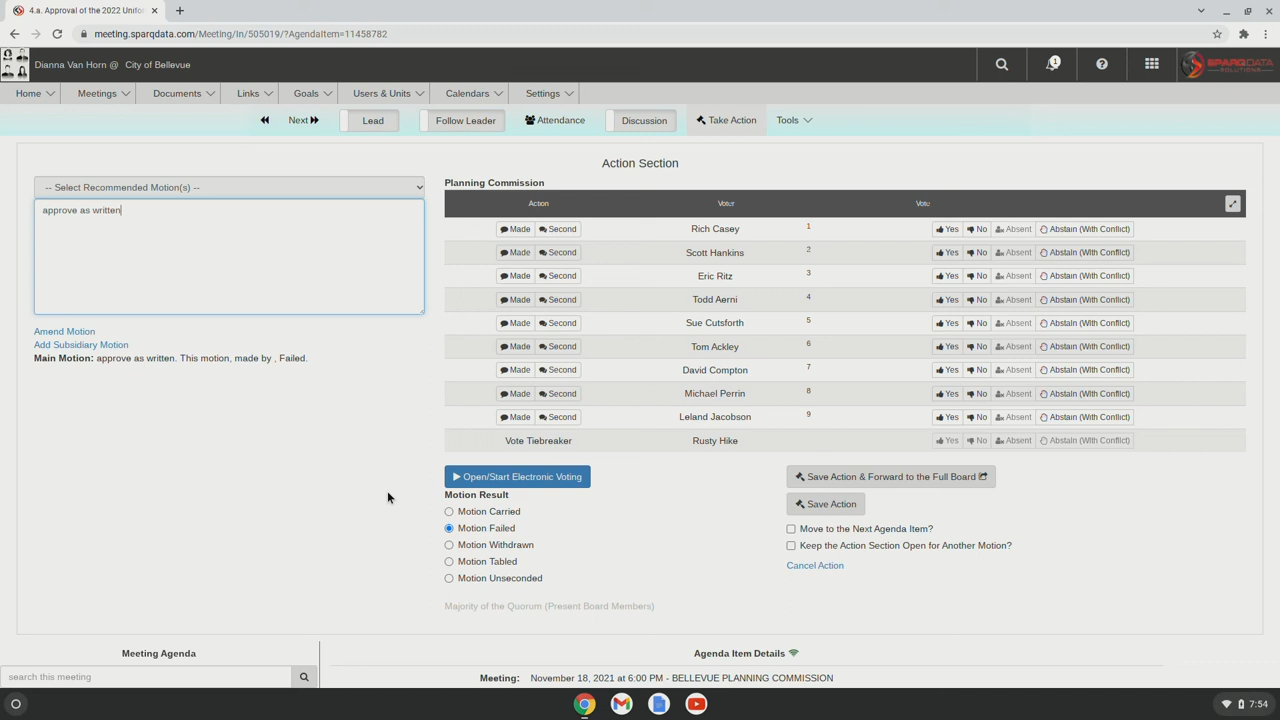 4.a. Approval of the 2022 Unifor
meeting.sparqdata.com/Meeting/In/505019/?AgendaItem=11458782
Dianna Van Horn @ City of Bellevue
1
SPARQDATA
SOLUTIONS
Home Meetings Documents Links Goals Users & Units Calendars Settings
Next Lead Follow Leader Attendance Discussion Take Action Tools
Action Section
-- Select Recommended Motion(s) --
approve as written
Amend Motion
Add Subsidiary Motion
Main Motion: approve as written. This motion, made by , Failed.
Planning Commission
Action Voter Vote
Made Second Rich Casey 1 Yes No Absent Abstain (With Conflict)
Made Second Scott Hankins 2 Yes No Absent Abstain (With Conflict)
Made Second Eric Ritz 3 Yes No Absent Abstain (With Conflict)
Made Second Todd Aerni 4 Yes No Absent Abstain (With Conflict)
Made Second Sue Cutsforth 5 Yes No Absent Abstain (With Conflict)
Made Second Tom Ackley 6 Yes No Absent Abstain (With Conflict)
Made Second David Compton 7 Yes No Absent Abstain (With Conflict)
Made Second Michael Perrin 8 Yes No Absent Abstain (With Conflict)
Made Second Leland Jacobson 9 Yes No Absent Abstain (With Conflict)
Vote Tiebreaker Rusty Hike Yes No Absent Abstain (With Conflict)
Open/Start Electronic Voting
Motion Result
Motion Carried
Motion Failed
Motion Withdrawn
Motion Tabled
Motion Unseconded
Majority of the Quorum (Present Board Members)
Save Action & Forward to the Full Board
Save Action
Move to the Next Agenda Item?
Keep the Action Section Open for Another Motion?
Cancel Action
Meeting Agenda
search this meeting
Agenda Item Details
Meeting: November 18, 2021 at 6:00 PM - BELLEVUE PLANNING COMMISSION
7:54